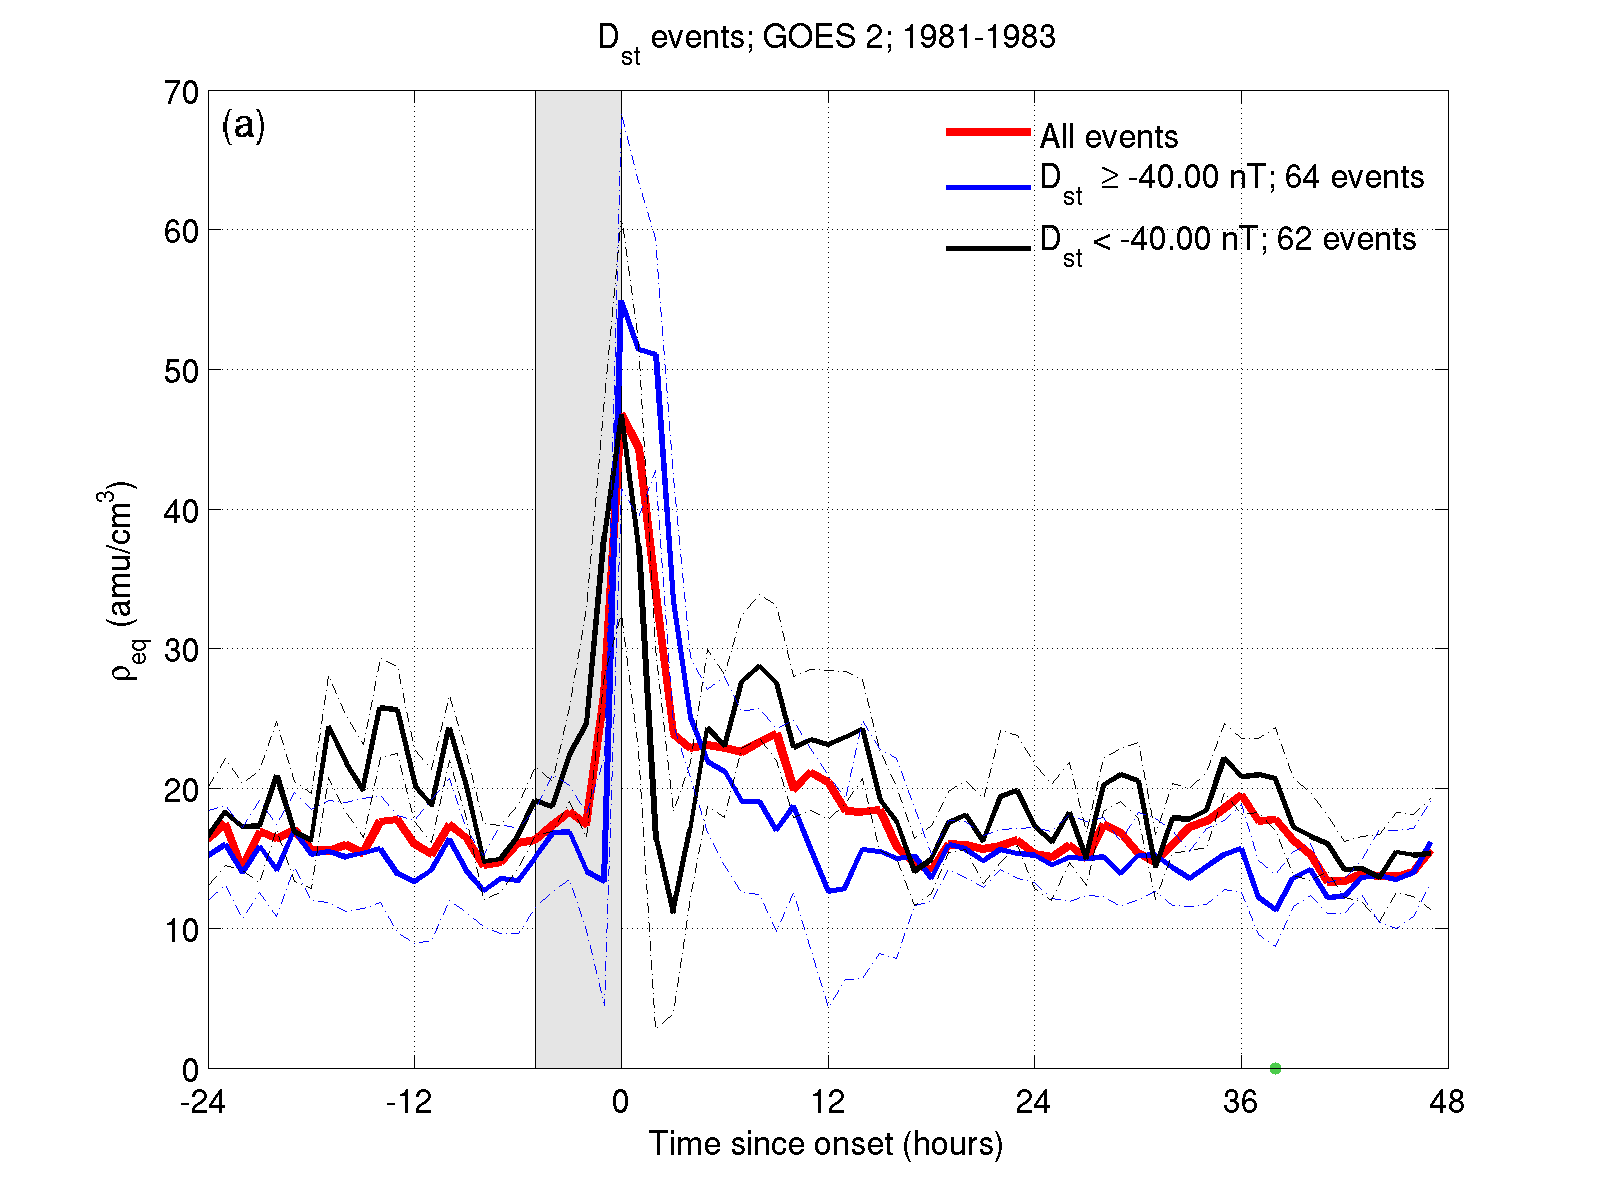 D_st events; GOES 2; 1981-1983
(a)
All events
D_st ≥ -40.00 nT; 64 events
D_st < -40.00 nT; 62 events
70
60
50
40
30
20
10
0
ρ_eq (amu/cm³)
-24 -12 0 12 24 36 48
Time since onset (hours)